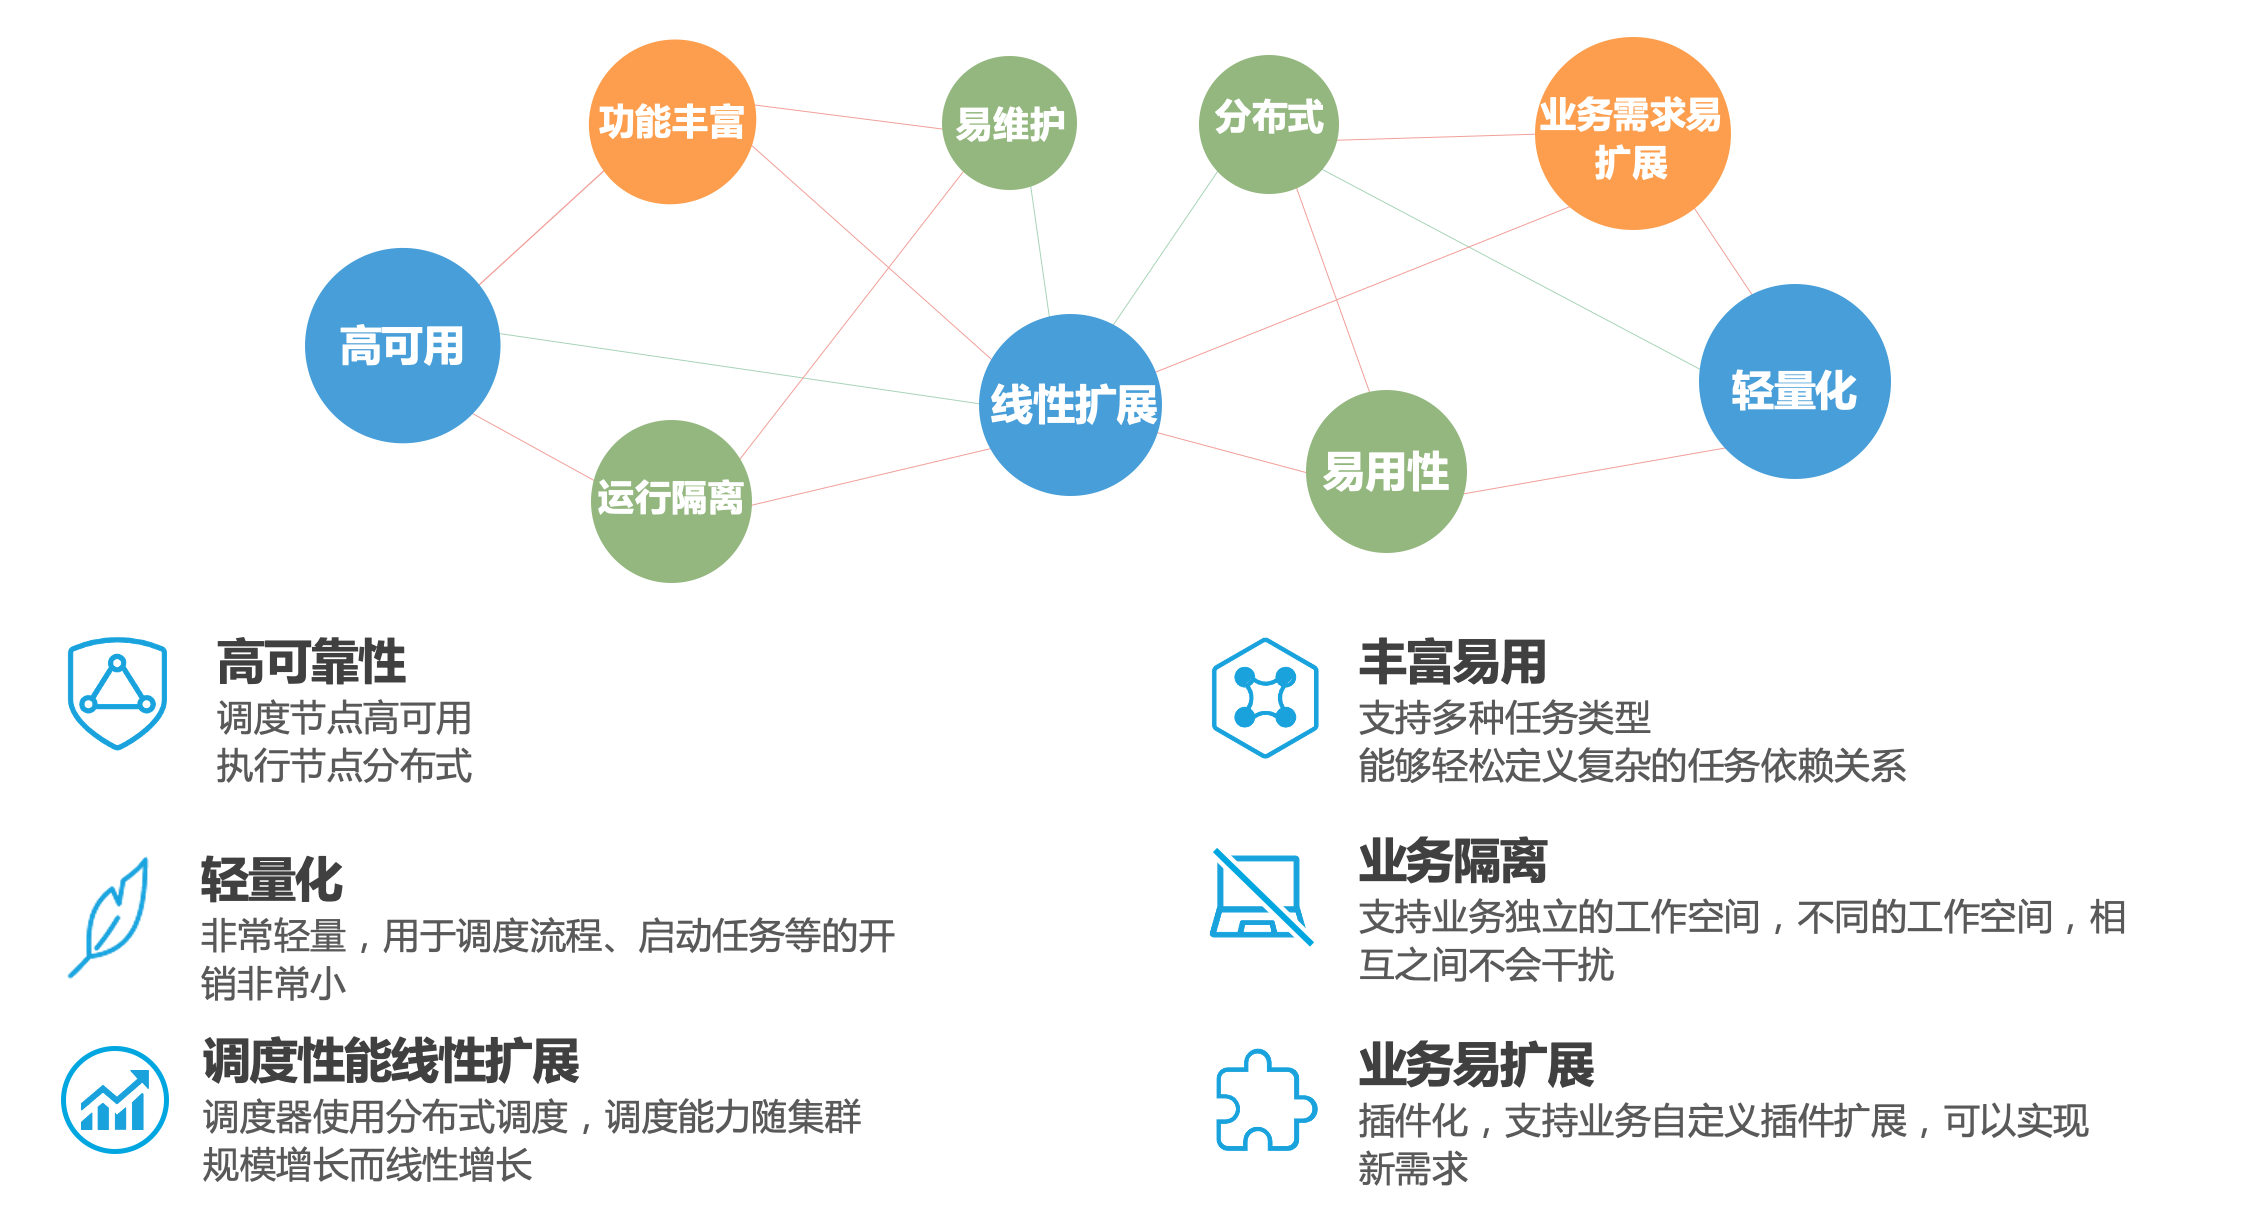 功能丰富
易维护
分布式
业务需求易
扩展
高可用
线性扩展
轻量化
运行隔离
易用性
高可靠性
调度节点高可用
执行节点分布式
丰富易用
支持多种任务类型
能够轻松定义复杂的任务依赖关系
轻量化
非常轻量，用于调度流程、启动任务等的开
销非常小
业务隔离
支持业务独立的工作空间，不同的工作空间，相
互之间不会干扰
调度性能线性扩展
调度器使用分布式调度，调度能力随集群
规模增长而线性增长
业务易扩展
插件化，支持业务自定义插件扩展，可以实现
新需求